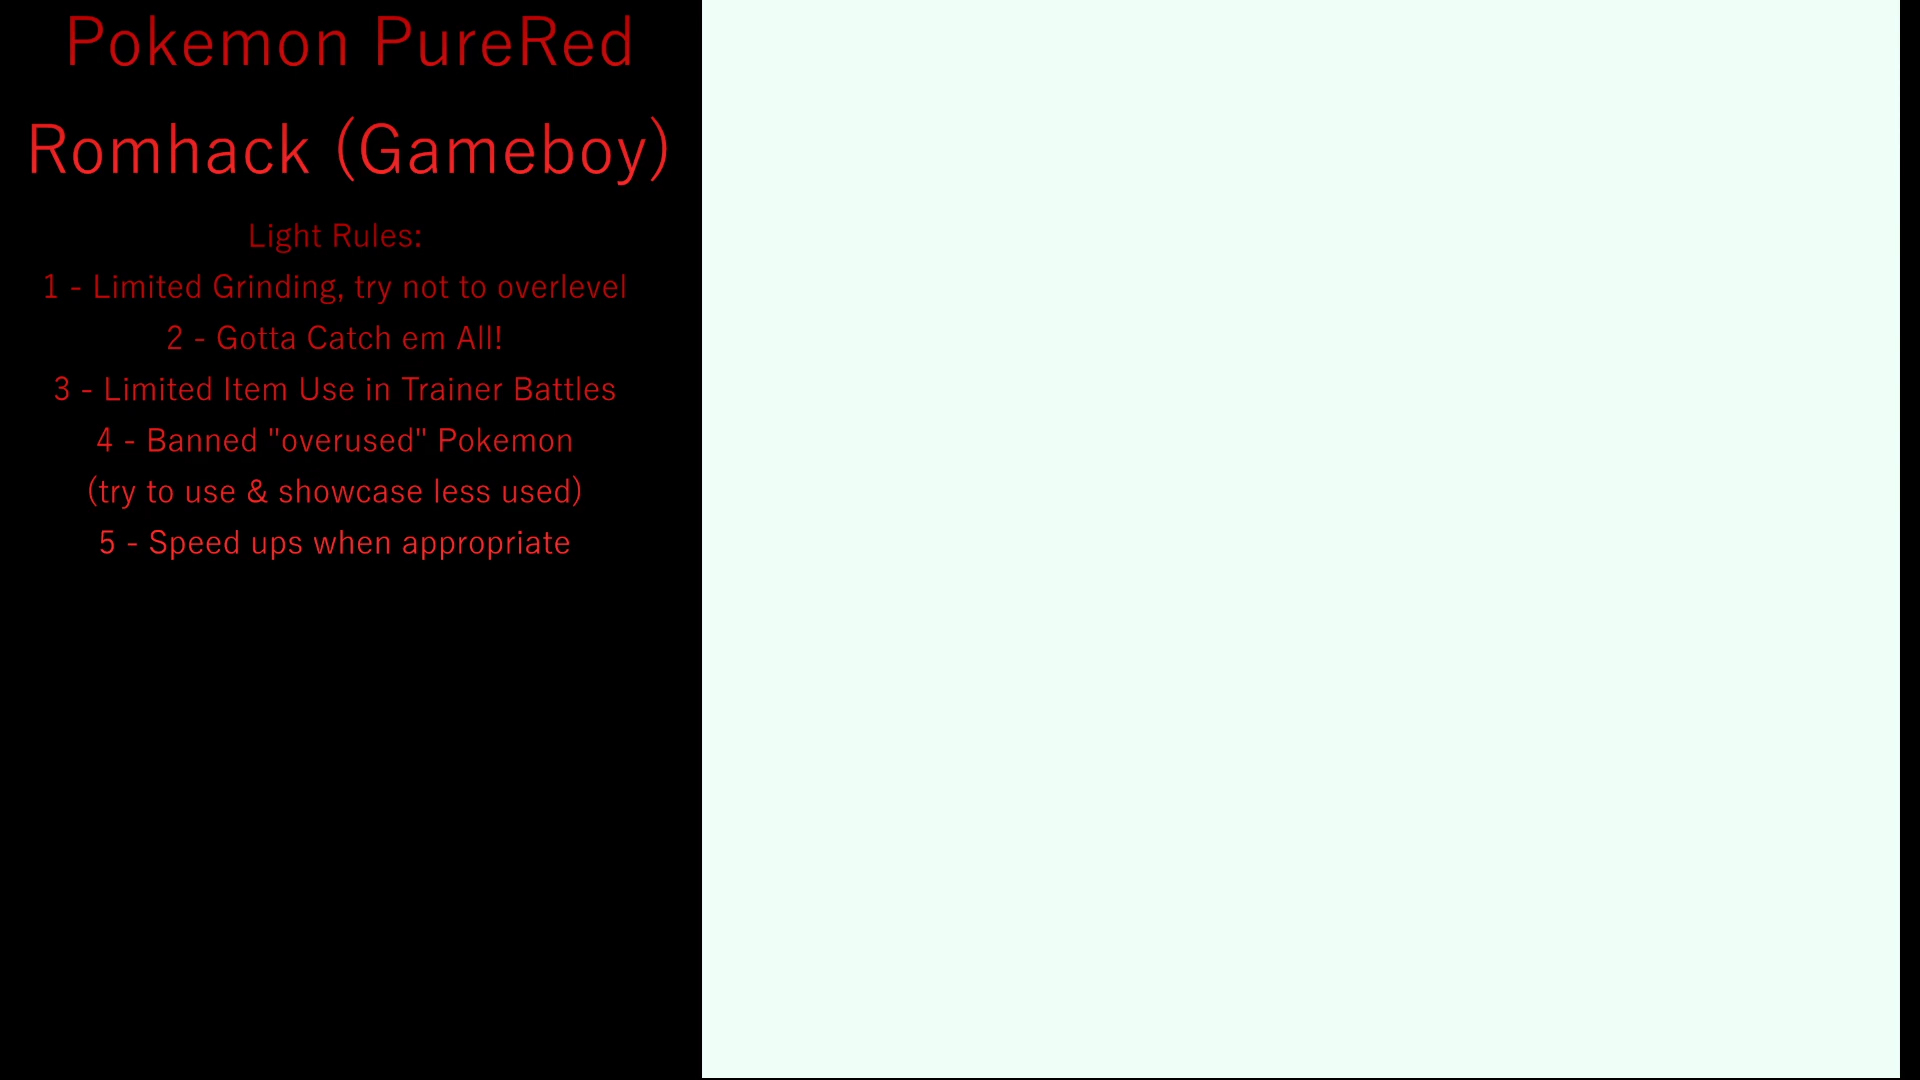 Pokemon PureRed
Romhack (Gameboy)
Light Rules:
1 - Limited Grinding, try not to overlevel
2 - Gotta Catch em All!
3 - Limited Item Use in Trainer Battles
4 - Banned "overused" Pokemon
(try to use & showcase less used)
5 - Speed ups when appropriate